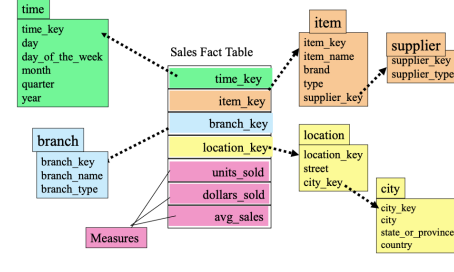 time
time_key
day
day_of_the_week
month
quarter
year
Sales Fact Table
time_key
item_key
branch_key
location_key
units_sold
dollars_sold
avg_sales
Measures
branch
branch_key
branch_name
branch_type
item
item_key
item_name
brand
type
supplier_key
supplier
supplier_key
supplier_type
location
location_key
street
city_key
city
city_key
city
state_or_province
country